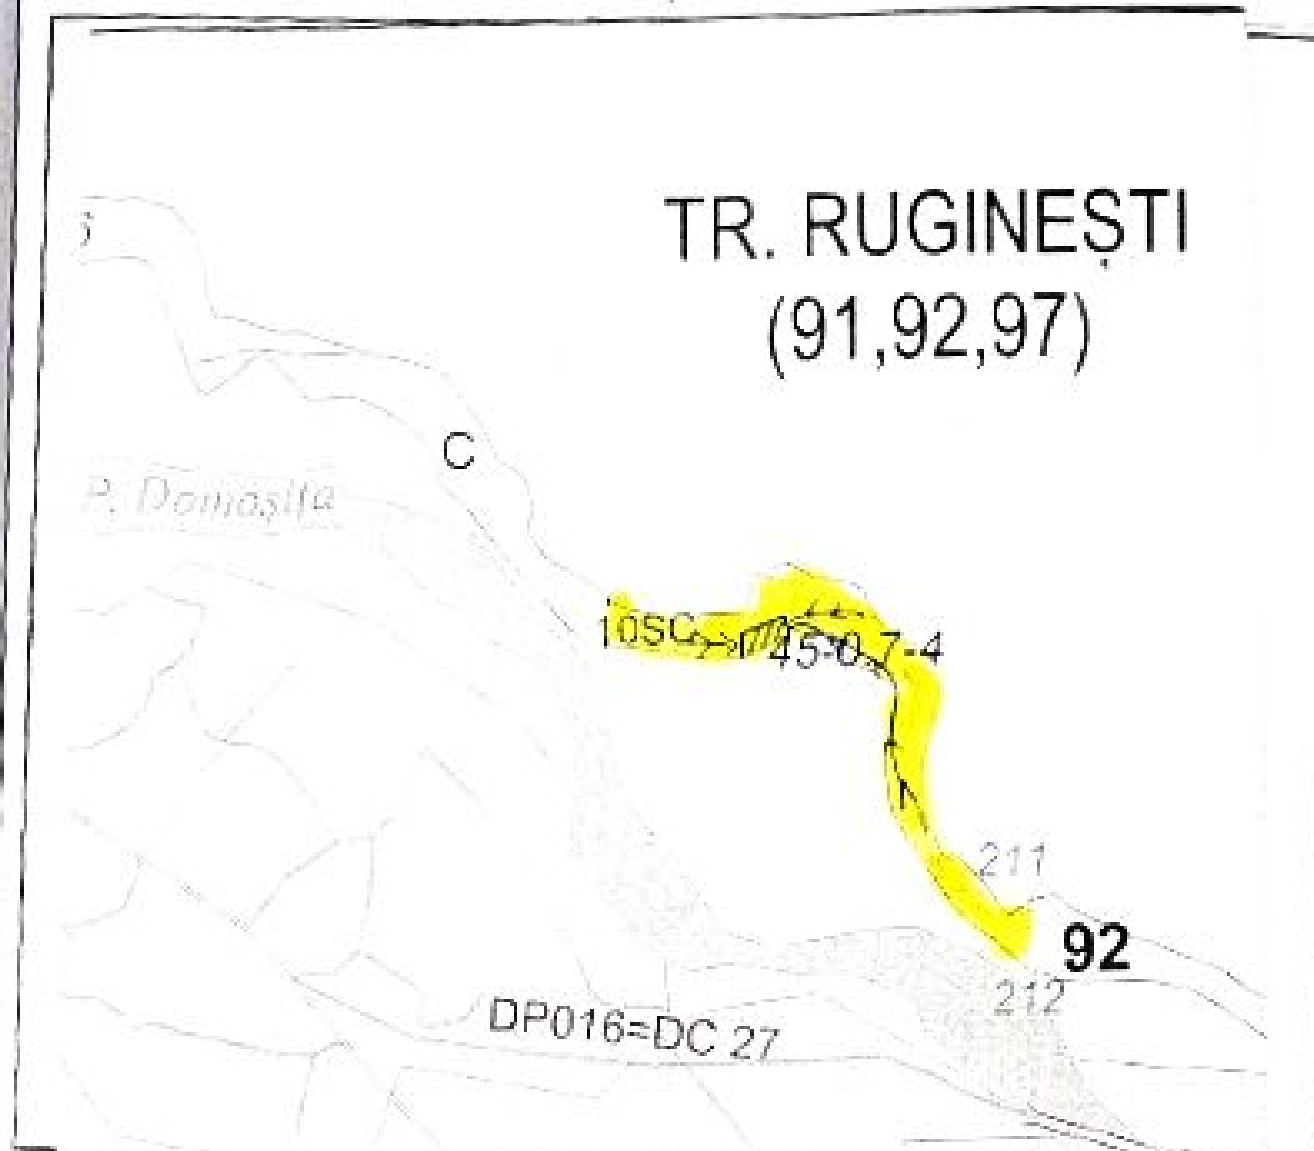 TR. RUGINEȘTI
(91,92,97)
C
P. Domoșița
10SC
45-0,7-4
211
92
212
DP016=DC 27